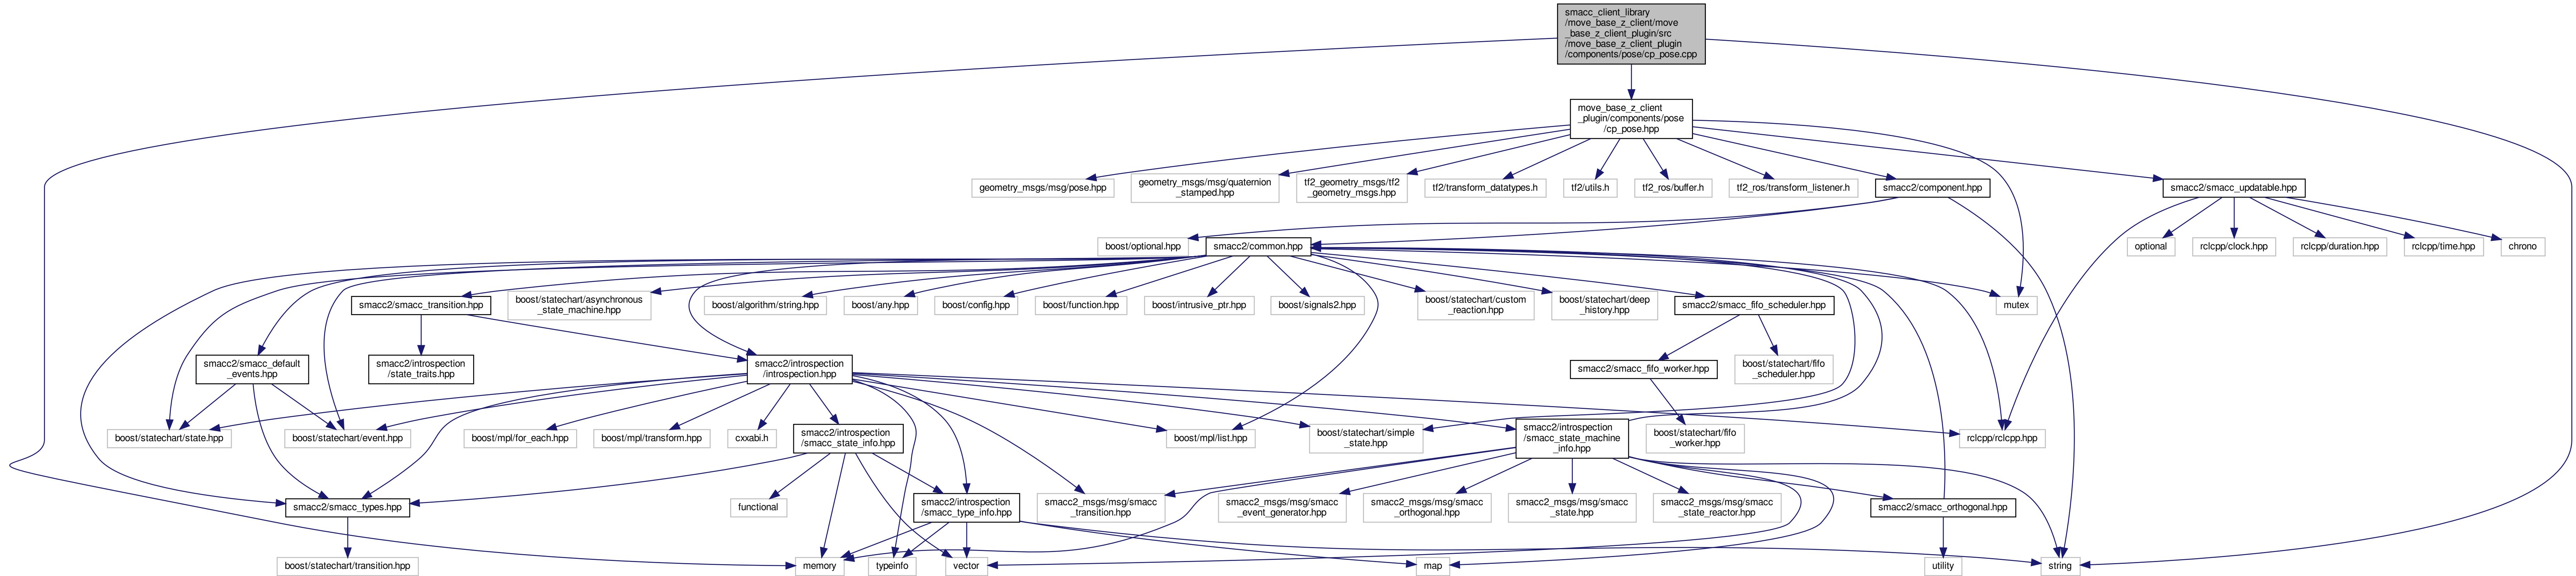 smacc_client_library
/move_base_z_client/move
_base_z_client_plugin/src
/move_base_z_client_plugin
/components/pose/cp_pose.cpp
move_base_z_client
_plugin/components/pose
/cp_pose.hpp
geometry_msgs/msg/pose.hpp
geometry_msgs/msg/quaternion
_stamped.hpp
tf2_geometry_msgs/tf2
_geometry_msgs.hpp
tf2/transform_datatypes.h
tf2/utils.h
tf2_ros/buffer.h
tf2_ros/transform_listener.h
smacc2/component.hpp
smacc2/smacc_updatable.hpp
boost/optional.hpp
smacc2/common.hpp
optional
rclcpp/clock.hpp
rclcpp/duration.hpp
rclcpp/time.hpp
chrono
smacc2/smacc_transition.hpp
boost/statechart/asynchronous
_state_machine.hpp
boost/algorithm/string.hpp
boost/any.hpp
boost/config.hpp
boost/function.hpp
boost/intrusive_ptr.hpp
boost/signals2.hpp
boost/statechart/custom
_reaction.hpp
boost/statechart/deep
_history.hpp
smacc2/smacc_fifo_scheduler.hpp
mutex
smacc2/smacc_default
_events.hpp
smacc2/introspection
/state_traits.hpp
smacc2/introspection
/introspection.hpp
smacc2/smacc_fifo_worker.hpp
boost/statechart/fifo
_scheduler.hpp
boost/statechart/state.hpp
boost/statechart/event.hpp
boost/mpl/for_each.hpp
boost/mpl/transform.hpp
cxxabi.h
smacc2/introspection
/smacc_state_info.hpp
boost/mpl/list.hpp
boost/statechart/simple
_state.hpp
smacc2/introspection
/smacc_state_machine
_info.hpp
boost/statechart/fifo
_worker.hpp
rclcpp/rclcpp.hpp
smacc2/smacc_types.hpp
functional
smacc2/introspection
/smacc_type_info.hpp
smacc2_msgs/msg/smacc
_transition.hpp
smacc2_msgs/msg/smacc
_event_generator.hpp
smacc2_msgs/msg/smacc
_orthogonal.hpp
smacc2_msgs/msg/smacc
_state.hpp
smacc2_msgs/msg/smacc
_state_reactor.hpp
smacc2/smacc_orthogonal.hpp
boost/statechart/transition.hpp
memory
typeinfo
vector
map
utility
string